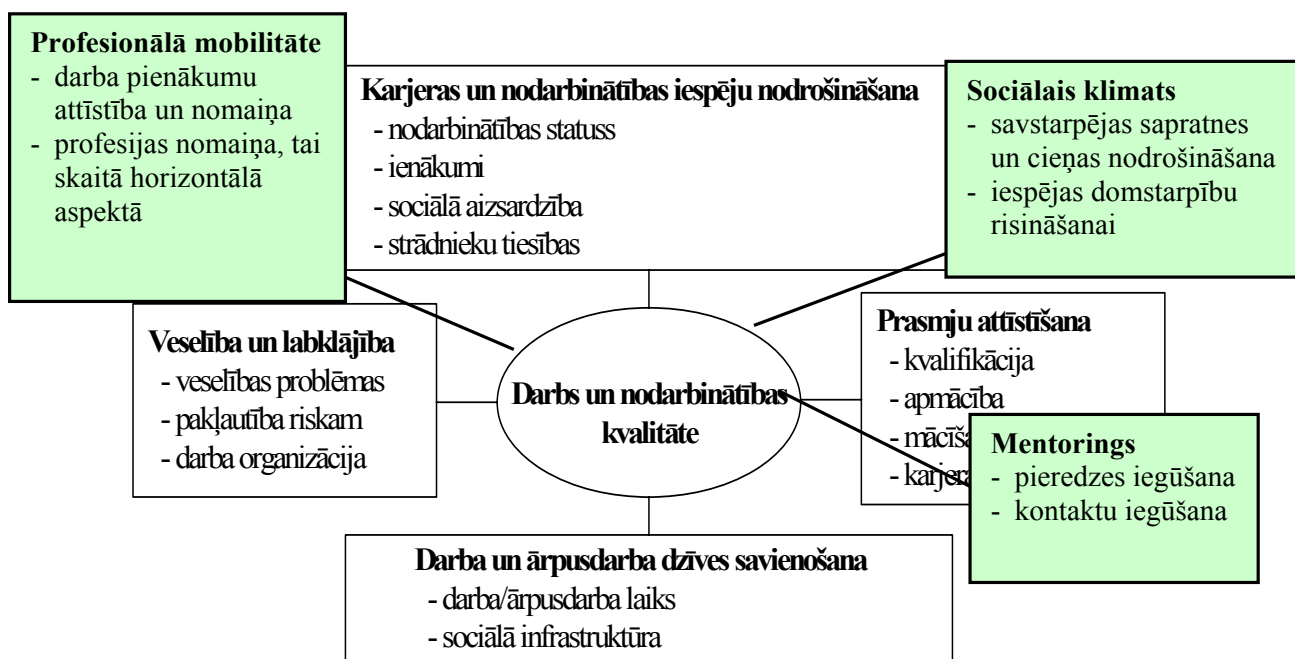 Profesionālā mobilitāte
- darba pienākumu
attīstība un nomaiņa
- profesijas nomaiņa, tai
skaitā horizontālā
aspektā
Karjeras un nodarbinātības iespēju nodrošināšana
- nodarbinātības statuss
- ienākumi
- sociālā aizsardzība
- strādnieku tiesības
Sociālais klimats
- savstarpējas sapratnes
un cieņas nodrošināšana
- iespējas domstarpību
risināšanai
Veselība un labklājība
- veselības problēmas
- pakļautība riskam
- darba organizācija
Darbs un nodarbinātības
kvalitāte
Prasmju attīstīšana
- kvalifikācija
- apmācība
Mentorings
- pieredzes iegūšana
- kontaktu iegūšana
Darba un ārpusdarba dzīves savienošana
- darba/ārpusdarba laiks
- sociālā infrastruktūra